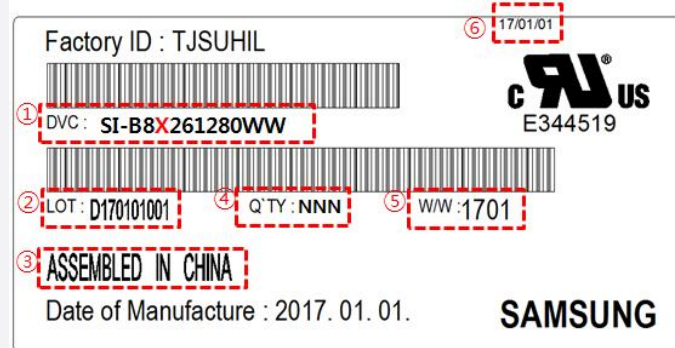 ⑥ 17/01/01
Factory ID : TJSUHIL
c RU US
E344519
① DVC : SI-B8X261280WW
② LOT : D170101001 ④ Q`TY : NNN ⑤ W/W :1701
③ ASSEMBLED IN CHINA
Date of Manufacture : 2017. 01. 01.
SAMSUNG